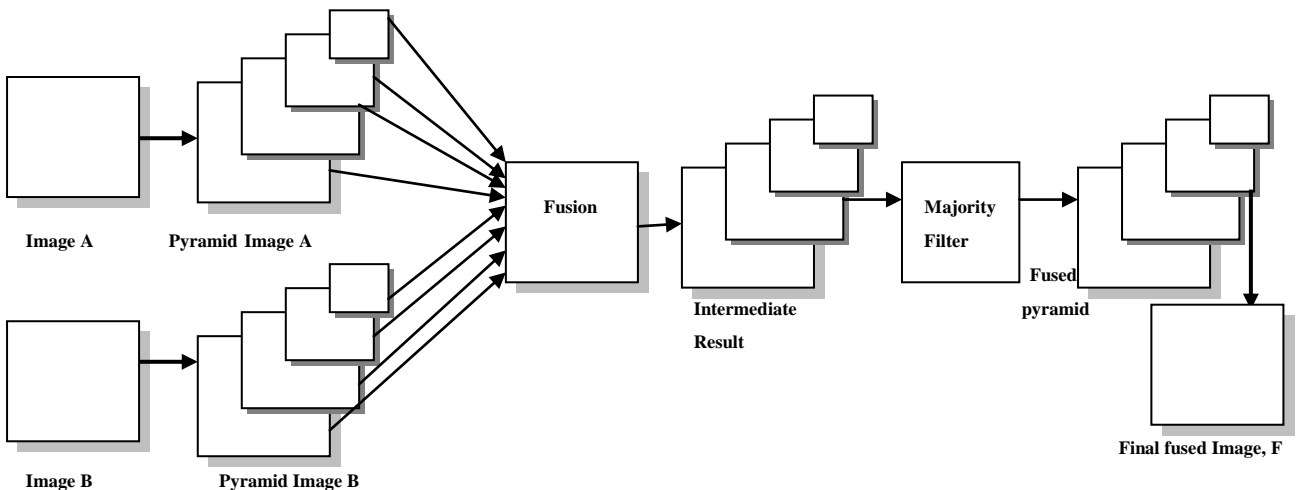 Image A
Pyramid Image A
Fusion
Majority
Filter
Intermediate
Result
Fused
pyramid
Final fused Image, F
Image B
Pyramid Image B